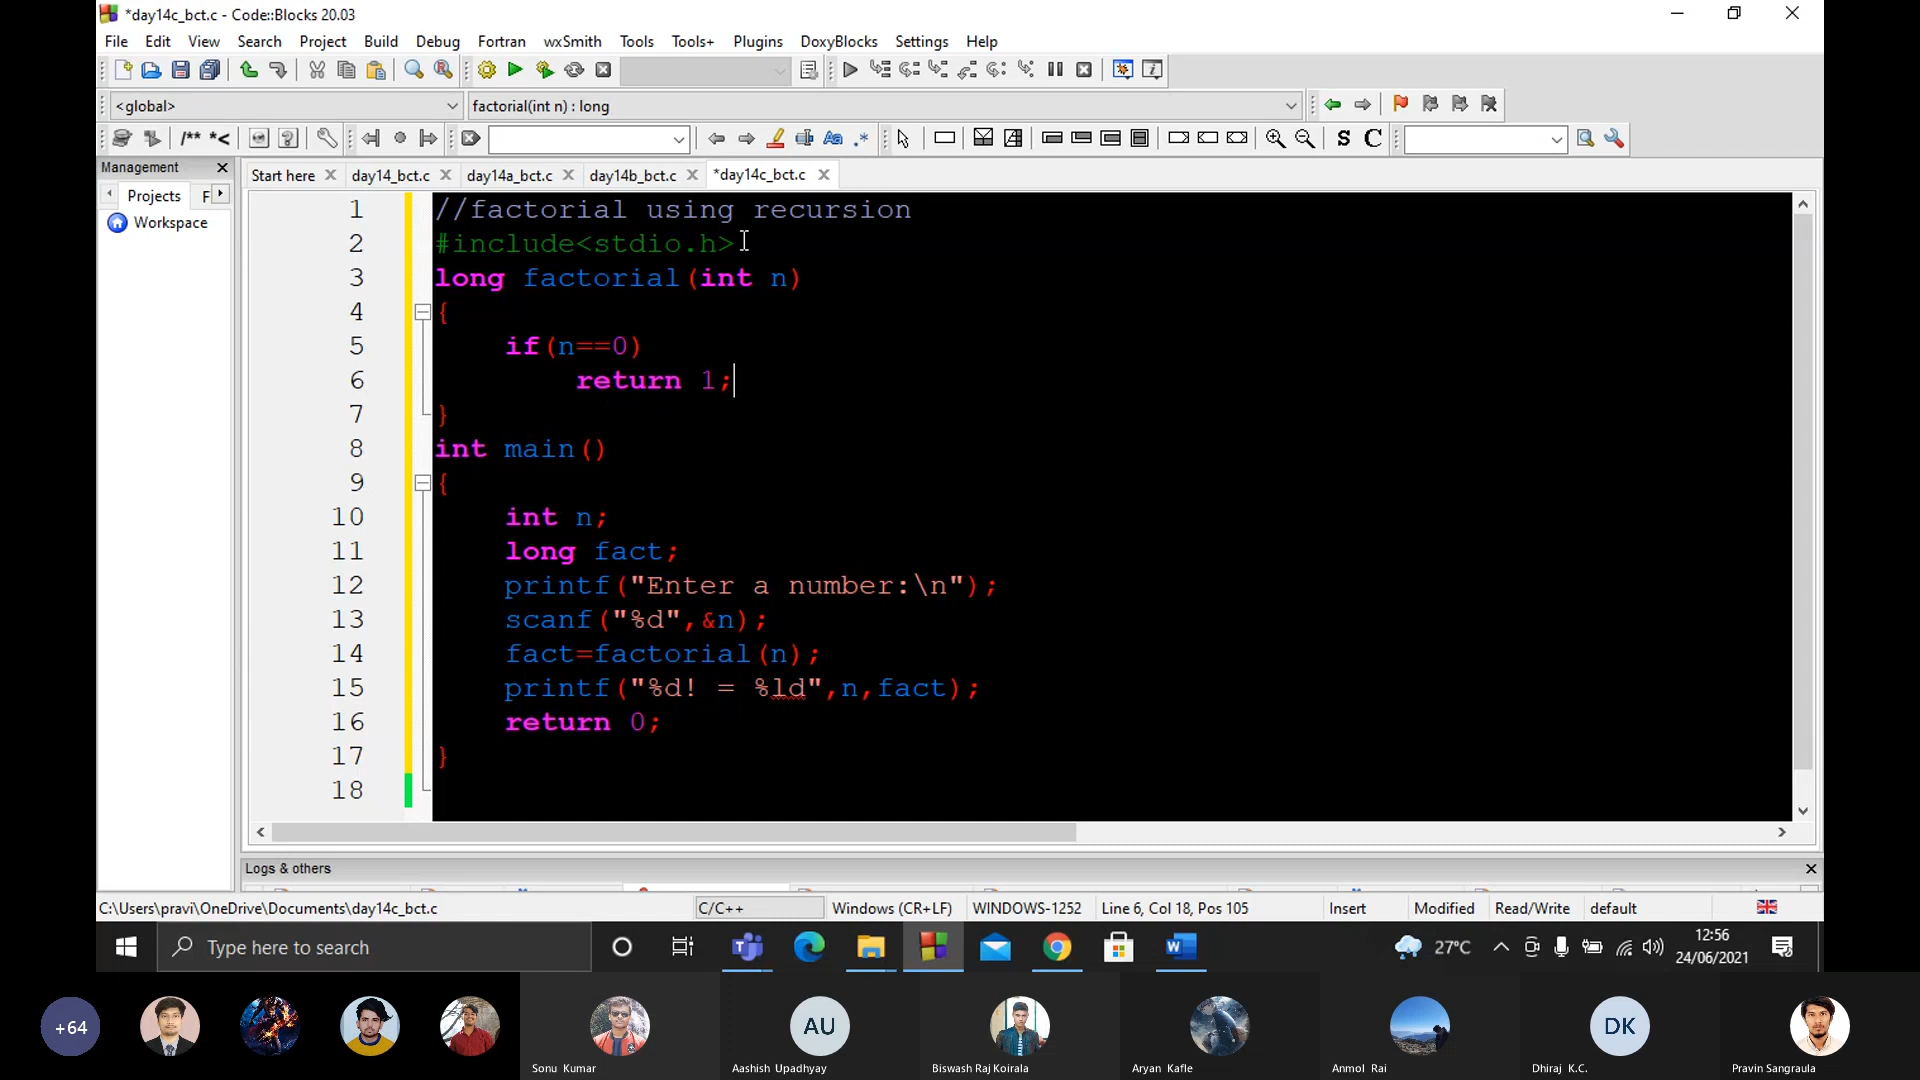 *day14c_bct.c - Code::Blocks 20.03
File Edit View Search Project Build Debug Fortran wxSmith Tools Tools+ Plugins DoxyBlocks Settings Help
<global> factorial(int n) : long
/** *< Aa .* S C
Management
Start here day14_bct.c day14a_bct.c day14b_bct.c *day14c_bct.c
Projects F
Workspace
1 //factorial using recursion
2 #include<stdio.h>
3 long factorial(int n)
4 {
5 if(n==0)
6 return 1;
7 }
8 int main()
9 {
10 int n;
11 long fact;
12 printf("Enter a number:\n");
13 scanf("%d",&n);
14 fact=factorial(n);
15 printf("%d! = %ld",n,fact);
16 return 0;
17 }
18
Logs & others
C:\Users\pravi\OneDrive\Documents\day14c_bct.c C/C++ Windows (CR+LF) WINDOWS-1252 Line 6, Col 18, Pos 105 Insert Modified Read/Write default
Type here to search
27°C
12:56
24/06/2021
+64
AU
DK
Sonu Kumar Aashish Upadhyay Biswash Raj Koirala Aryan Kafle Anmol Rai Dhiraj K.C. Pravin Sangraula